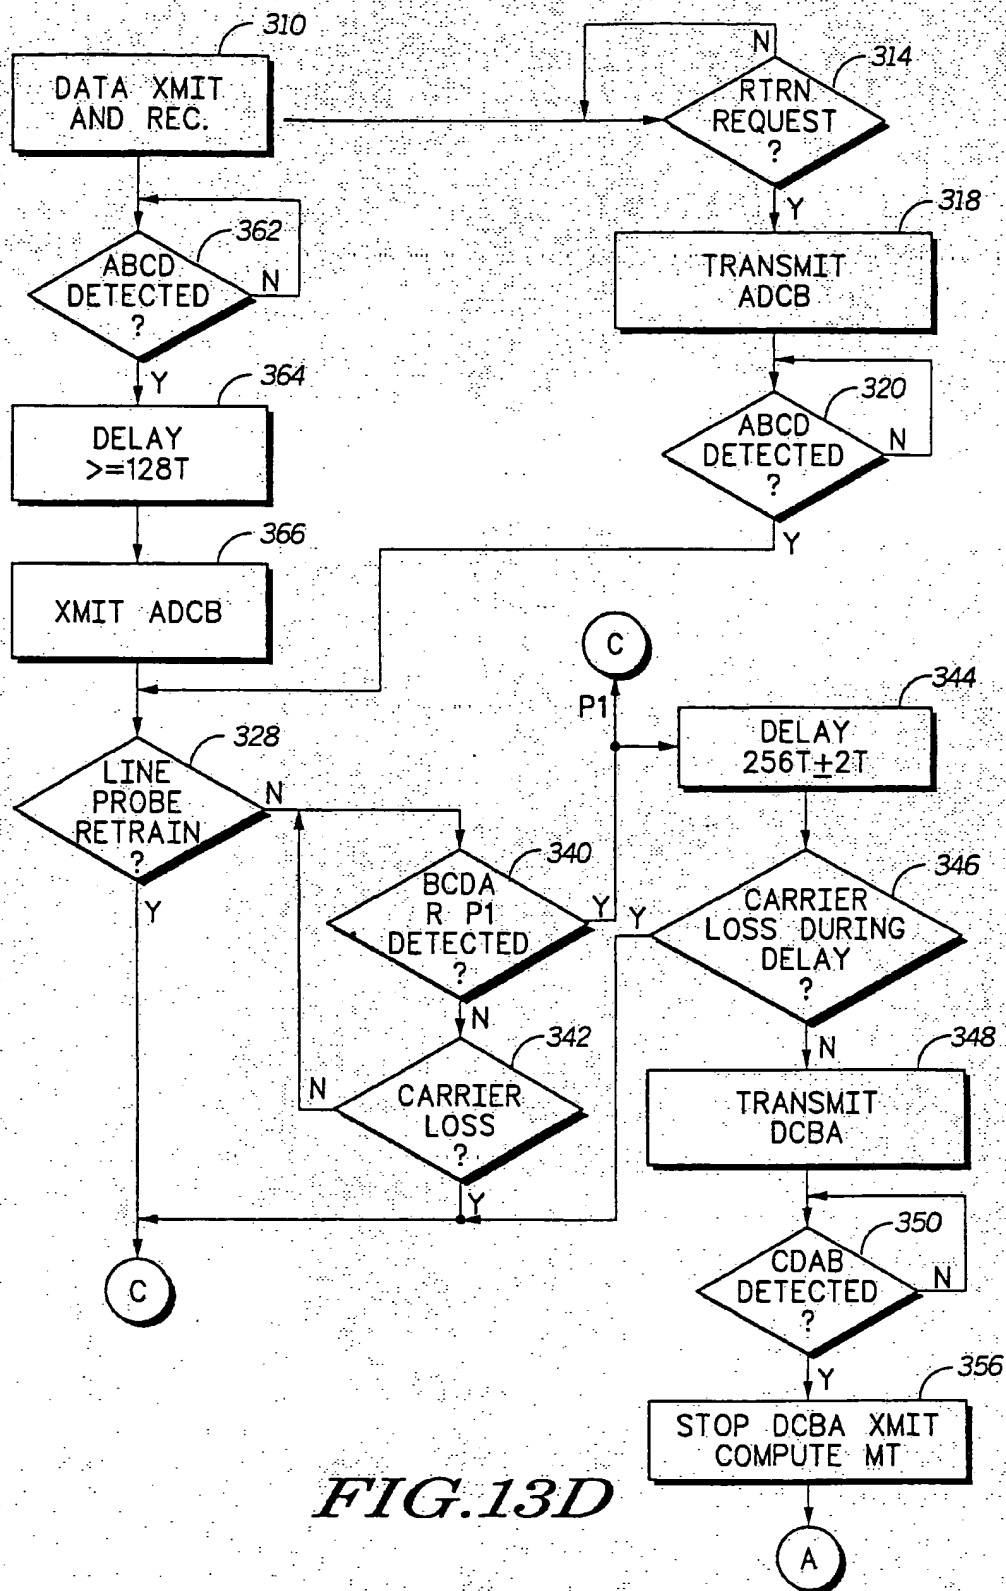 310
DATA XMIT
AND REC.
N
314
RTRN
REQUEST
?
Y
318
TRANSMIT
ADCB
362
ABCD
DETECTED
?
N
Y
320
ABCD
DETECTED
?
N
Y
364
DELAY
>=128T
366
XMIT ADCB
C
P1
344
DELAY
256T±2T
328
LINE
PROBE
RETRAIN
?
N
Y
340
BCDA
R P1
DETECTED
?
Y
N
346
CARRIER
LOSS DURING
DELAY
?
Y
N
342
CARRIER
LOSS
?
N
Y
348
TRANSMIT
DCBA
350
CDAB
DETECTED
?
N
Y
C
356
STOP DCBA XMIT
COMPUTE MT
A
FIG.13D